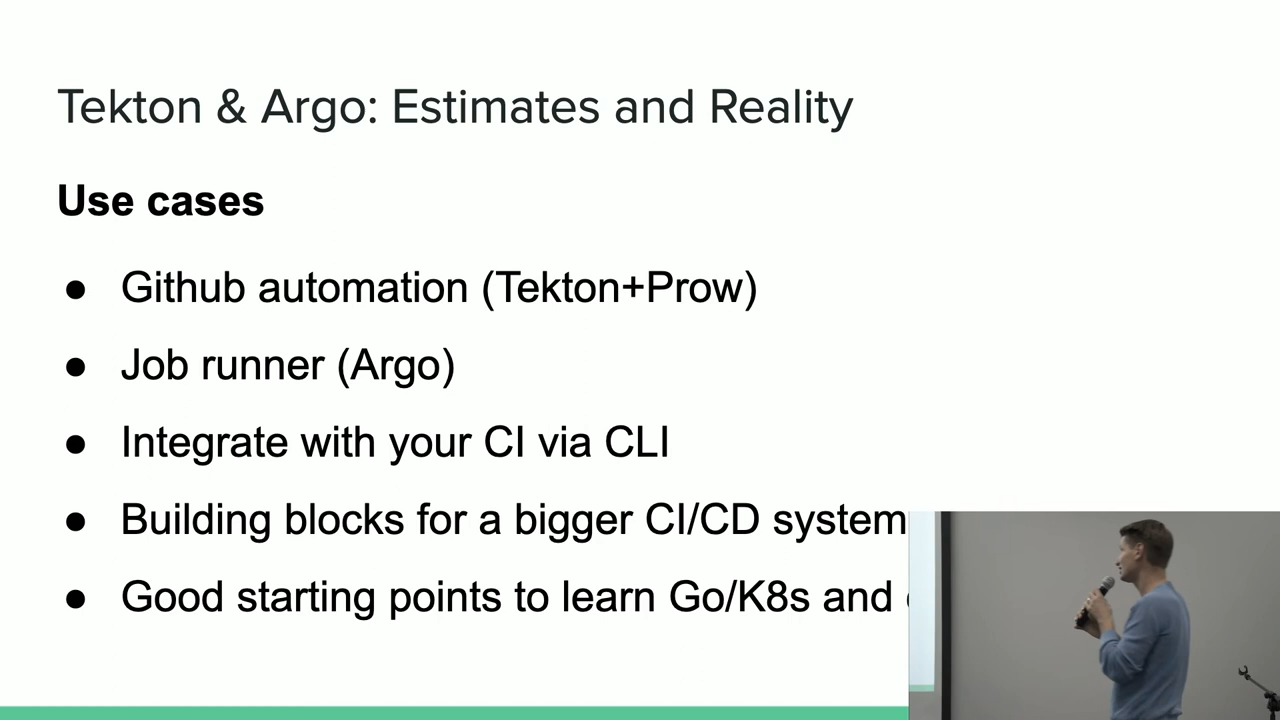 Tekton & Argo: Estimates and Reality
Use cases
● Github automation (Tekton+Prow)
● Job runner (Argo)
● Integrate with your CI via CLI
● Building blocks for a bigger CI/CD system
● Good starting points to learn Go/K8s and